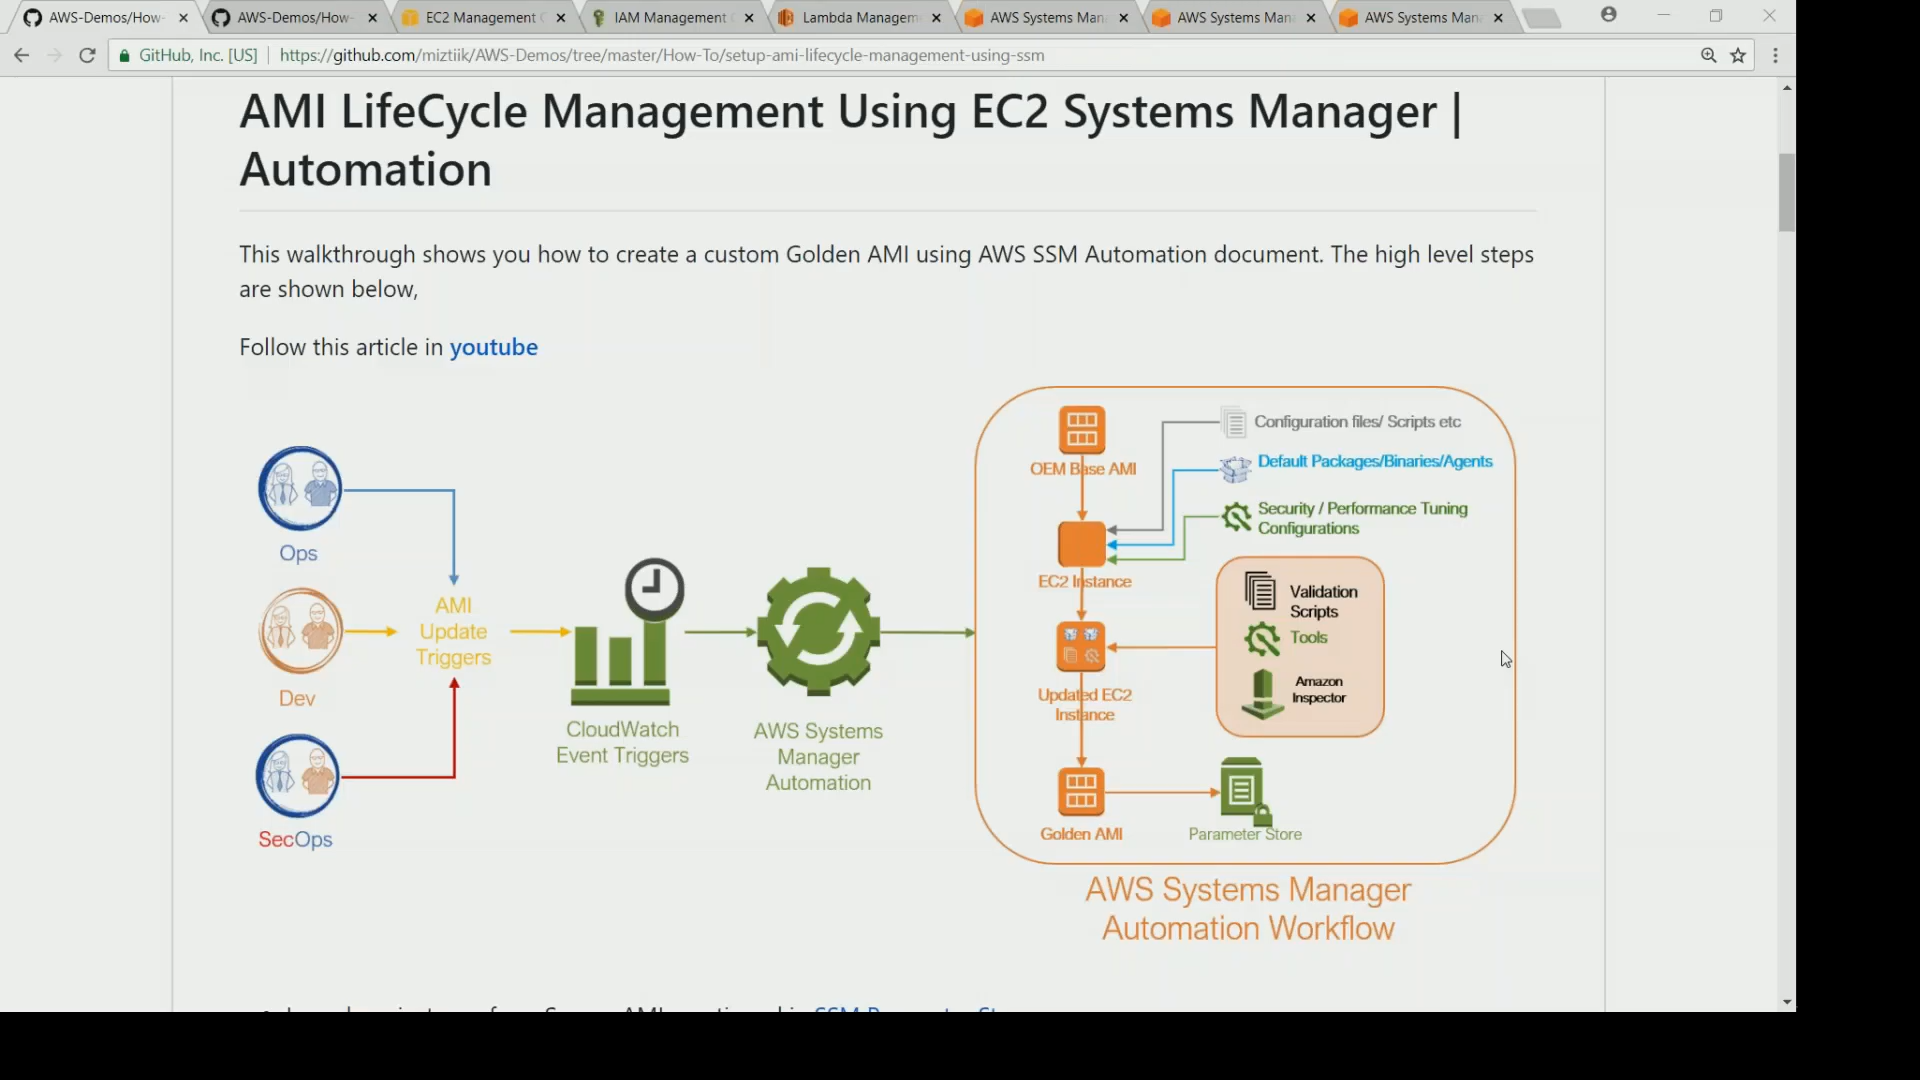 AWS-Demos/How-
AWS-Demos/How-
EC2 Management
IAM Management
Lambda Managem
AWS Systems Man
AWS Systems Man
AWS Systems Man
GitHub, Inc. [US]
https://github.com/miztiik/AWS-Demos/tree/master/How-To/setup-ami-lifecycle-management-using-ssm
AMI LifeCycle Management Using EC2 Systems Manager |
Automation
This walkthrough shows you how to create a custom Golden AMI using AWS SSM Automation document. The high level steps
are shown below,
Follow this article in youtube
Ops
Dev
SecOps
AMI
Update
Triggers
CloudWatch
Event Triggers
AWS Systems
Manager
Automation
OEM Base AMI
Configuration files/ Scripts etc
Default Packages/Binaries/Agents
Security / Performance Tuning
Configurations
EC2 Instance
Validation
Scripts
Tools
Amazon
Inspector
Updated EC2
Instance
Golden AMI
Parameter Store
AWS Systems Manager
Automation Workflow